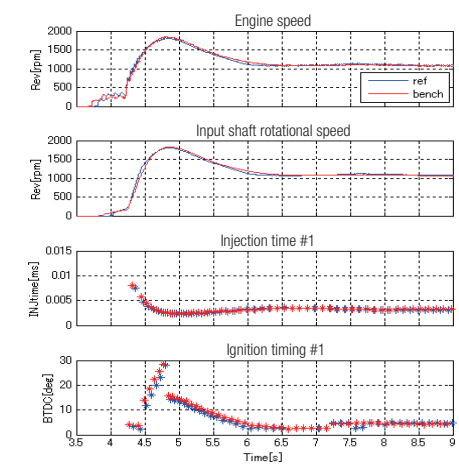 Engine speed
2000
1500
1000
500
0
Rev[rpm]
ref
bench
Input shaft rotational speed
2000
1500
1000
500
0
Rev[rpm]
Injection time #1
0.015
0.01
0.005
0
INJtime[ms]
Ignition timing #1
30
20
10
0
BTDC[deg]
3.5 4 4.5 5 5.5 6 6.5 7 7.5 8 8.5 9
Time[s]